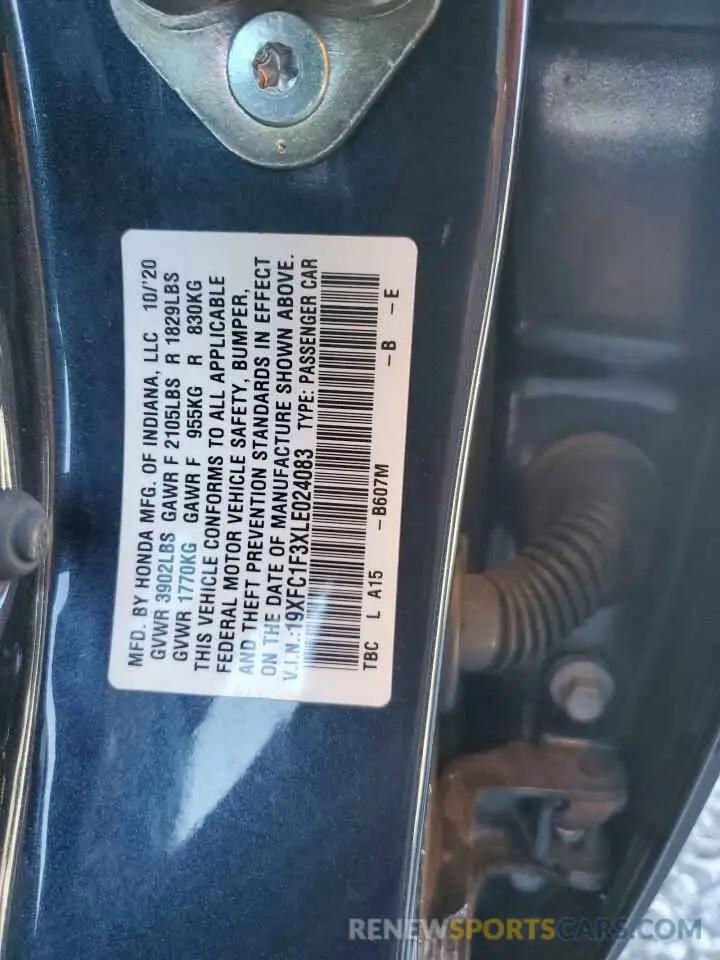 MFD. BY HONDA MFG. OF INDIANA, LLC 10/'20
GVWR 3902LBS GAWR F 2105LBS R 1829LBS
GVWR 1770KG GAWR F 955KG R 830KG
THIS VEHICLE CONFORMS TO ALL APPLICABLE
FEDERAL MOTOR VEHICLE SAFETY, BUMPER,
AND THEFT PREVENTION STANDARDS IN EFFECT
ON THE DATE OF MANUFACTURE SHOWN ABOVE.
V.I.N.:19XFC1F3XLE024083 TYPE: PASSENGER CAR
TBC L A15 -B607M -B -E
RENEWSPORTSCARS.COM